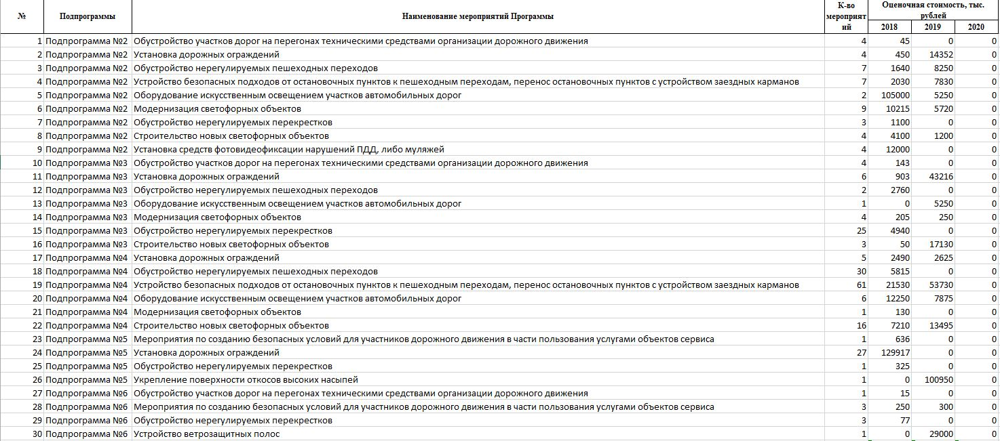 № Подпрограммы Наименование мероприятий Программы К-во мероприятий Оценочная стоимость, тыс. рублей
2018 2019 2020
1 Подпрограмма №2 Обустройство участков дорог на перегонах техническими средствами организации дорожного движения 4 45 0 0
2 Подпрограмма №2 Установка дорожных ограждений 4 450 14352 0
3 Подпрограмма №2 Обустройство нерегулируемых пешеходных переходов 7 1640 8250 0
4 Подпрограмма №2 Устройство безопасных подходов от остановочных пунктов к пешеходным переходам, перенос остановочных пунктов с устройством заездных карманов 7 2030 7830 0
5 Подпрограмма №2 Оборудование искусственным освещением участков автомобильных дорог 2 105000 5250 0
6 Подпрограмма №2 Модернизация светофорных объектов 9 10215 5720 0
7 Подпрограмма №2 Обустройство нерегулируемых перекрестков 3 1100 0 0
8 Подпрограмма №2 Строительство новых светофорных объектов 4 4100 1200 0
9 Подпрограмма №2 Установка средств фотовидеофиксации нарушений ПДД, либо муляжей 4 12000 0 0
10 Подпрограмма №3 Обустройство участков дорог на перегонах техническими средствами организации дорожного движения 4 143 0 0
11 Подпрограмма №3 Установка дорожных ограждений 6 903 43216 0
12 Подпрограмма №3 Обустройство нерегулируемых пешеходных переходов 2 2760 0 0
13 Подпрограмма №3 Оборудование искусственным освещением участков автомобильных дорог 1 0 5250 0
14 Подпрограмма №3 Модернизация светофорных объектов 4 205 250 0
15 Подпрограмма №3 Обустройство нерегулируемых перекрестков 25 4940 0 0
16 Подпрограмма №3 Строительство новых светофорных объектов 3 50 17130 0
17 Подпрограмма №4 Установка дорожных ограждений 5 2490 2625 0
18 Подпрограмма №4 Обустройство нерегулируемых пешеходных переходов 30 5815 0 0
19 Подпрограмма №4 Устройство безопасных подходов от остановочных пунктов к пешеходным переходам, перенос остановочных пунктов с устройством заездных карманов 61 21530 53730 0
20 Подпрограмма №4 Оборудование искусственным освещением участков автомобильных дорог 6 12250 7875 0
21 Подпрограмма №4 Модернизация светофорных объектов 1 130 0 0
22 Подпрограмма №4 Строительство новых светофорных объектов 16 7210 13495 0
23 Подпрограмма №5 Мероприятия по созданию безопасных условий для участников дорожного движения в части пользования услугами объектов сервиса 1 636 0 0
24 Подпрограмма №5 Установка дорожных ограждений 27 129917 0 0
25 Подпрограмма №5 Обустройство нерегулируемых перекрестков 1 325 0 0
26 Подпрограмма №5 Укрепление поверхности откосов высоких насыпей 1 0 100950 0
27 Подпрограмма №6 Обустройство участков дорог на перегонах техническими средствами организации дорожного движения 1 15 0 0
28 Подпрограмма №6 Мероприятия по созданию безопасных условий для участников дорожного движения в части пользования услугами объектов сервиса 3 250 300 0
29 Подпрограмма №6 Обустройство нерегулируемых перекрестков 3 77 0 0
30 Подпрограмма №6 Устройство ветрозащитных полос 1 0 29000 0